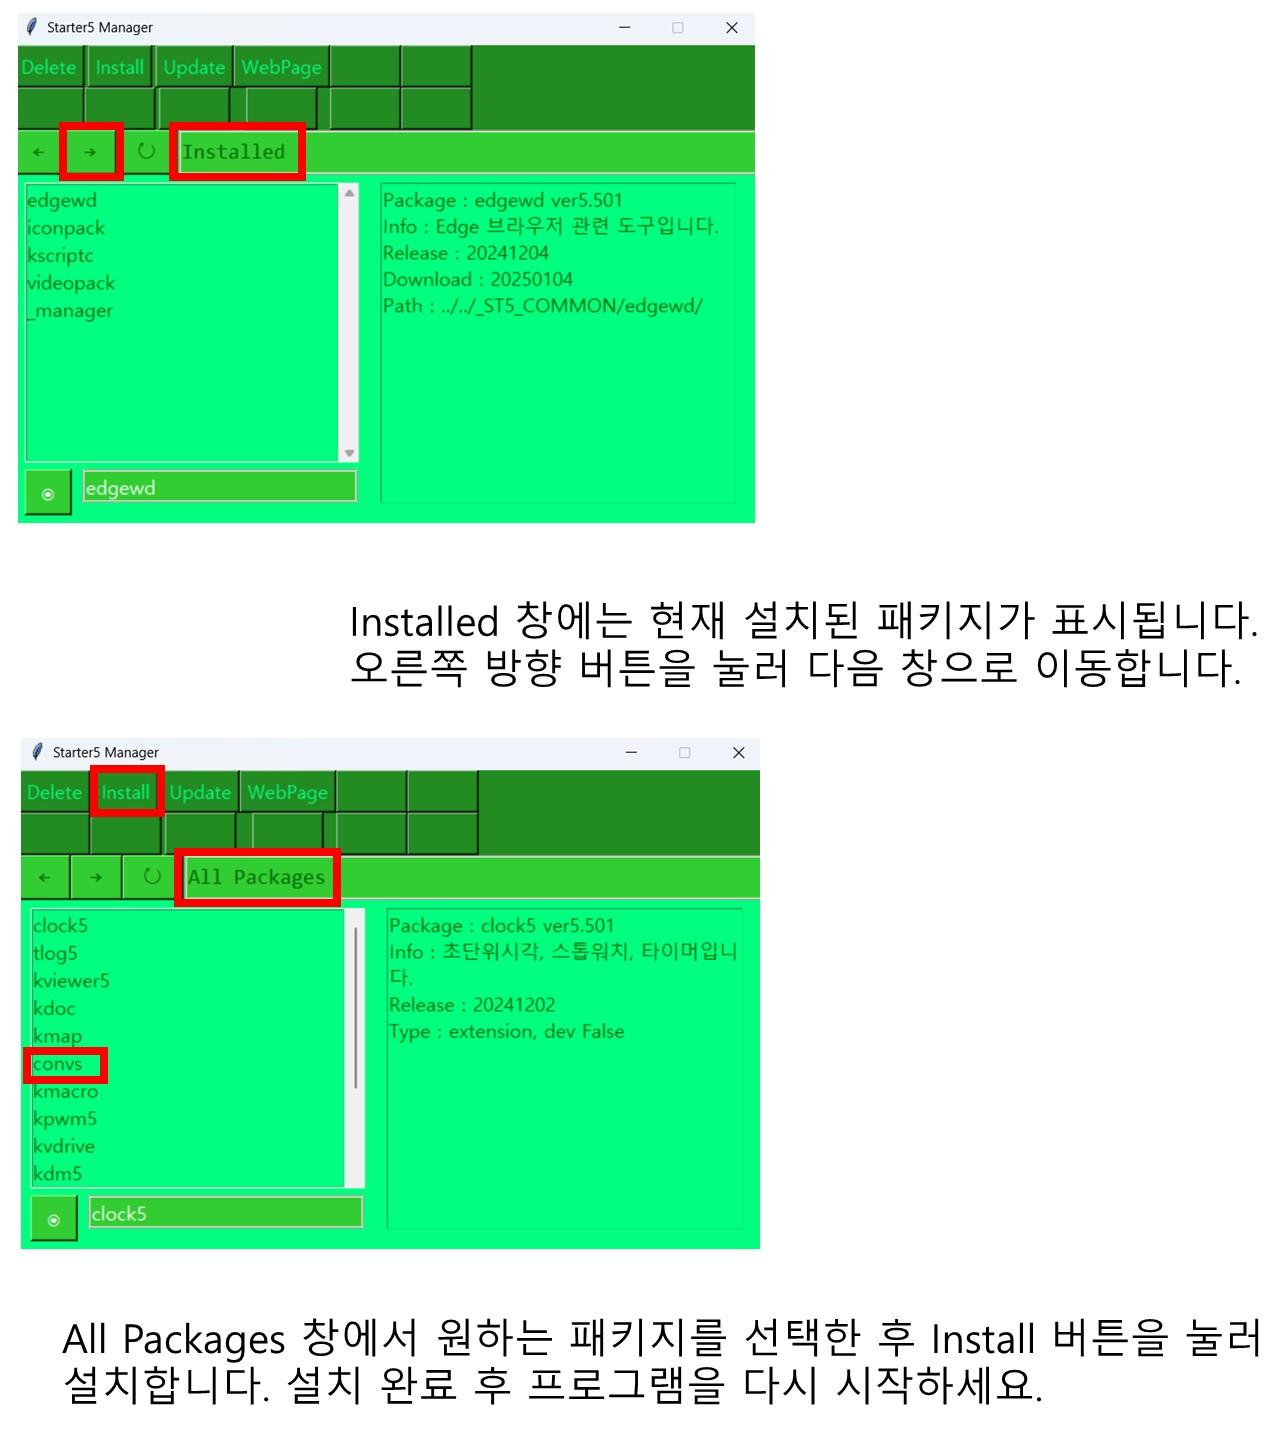 Starter5 Manager
Delete Install Update WebPage
← → ↻ Installed
edgewd
iconpack
kscriptc
videopack
_manager
edgewd
Package : edgewd ver5.501
Info : Edge 브라우저 관련 도구입니다.
Release : 20241204
Download : 20250104
Path : ../../_ST5_COMMON/edgewd/
Installed 창에는 현재 설치된 패키지가 표시됩니다.
오른쪽 방향 버튼을 눌러 다음 창으로 이동합니다.
Starter5 Manager
Delete Install Update WebPage
← → ↻ All Packages
clock5
tlog5
kviewer5
kdoc
kmap
convs
kmacro
kpwm5
kvdrive
kdm5
clock5
Package : clock5 ver5.501
Info : 초단위시각, 스톱워치, 타이머입니
다.
Release : 20241202
Type : extension, dev False
All Packages 창에서 원하는 패키지를 선택한 후 Install 버튼을 눌러
설치합니다. 설치 완료 후 프로그램을 다시 시작하세요.